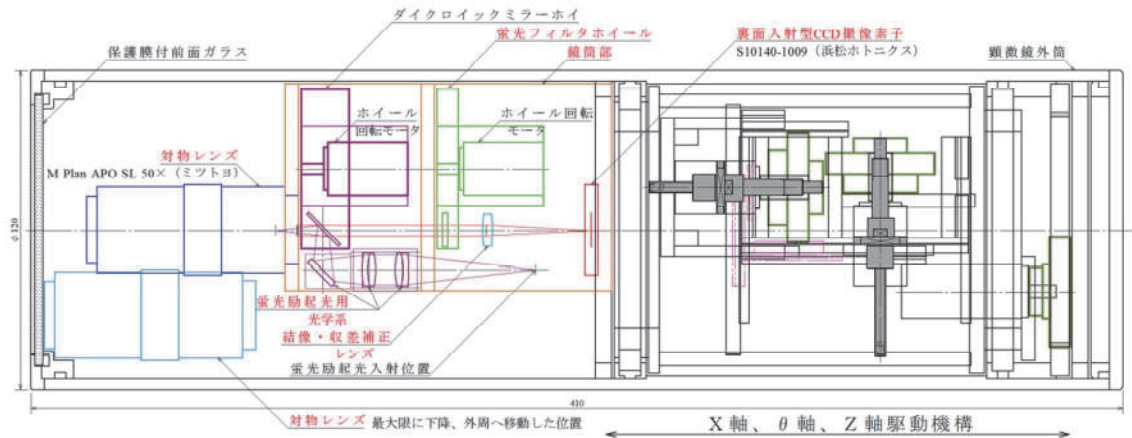 ダイクロイックミラーホイ
蛍光フィルタホイール
鏡筒部
保護膜付前面ガラス
裏面入射型CCD撮像素子
S10140-1009（浜松ホトニクス）
顕微鏡外筒
ホイール
回転モータ
ホイール回転
モータ
対物レンズ
M Plan APO SL 50×（ミツトヨ）
φ120
蛍光励起光用
光学系
結像・収差補正
レンズ
蛍光励起光入射位置
410
対物レンズ 最大限に下降、外周へ移動した位置
X軸、θ軸、Z軸駆動機構